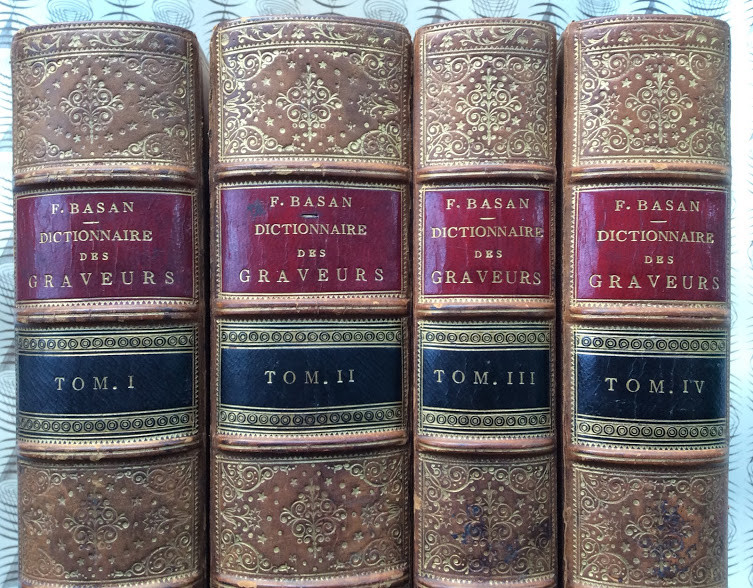 F. BASAN
DICTIONNAIRE
DES
GRAVEURS
TOM. I
F. BASAN
DICTIONNAIRE
DES
GRAVEURS
TOM. II
F. BASAN
DICTIONNAIRE
DES
GRAVEURS
TOM. III
F. BASAN
DICTIONNAIRE
DES
GRAVEURS
TOM. IV